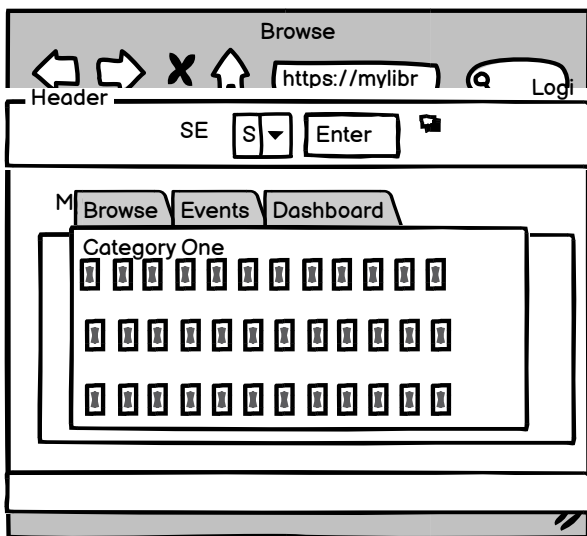 Browse
https://mylibr
Logi
Header
SE S Enter
M
Browse Events Dashboard
Category One